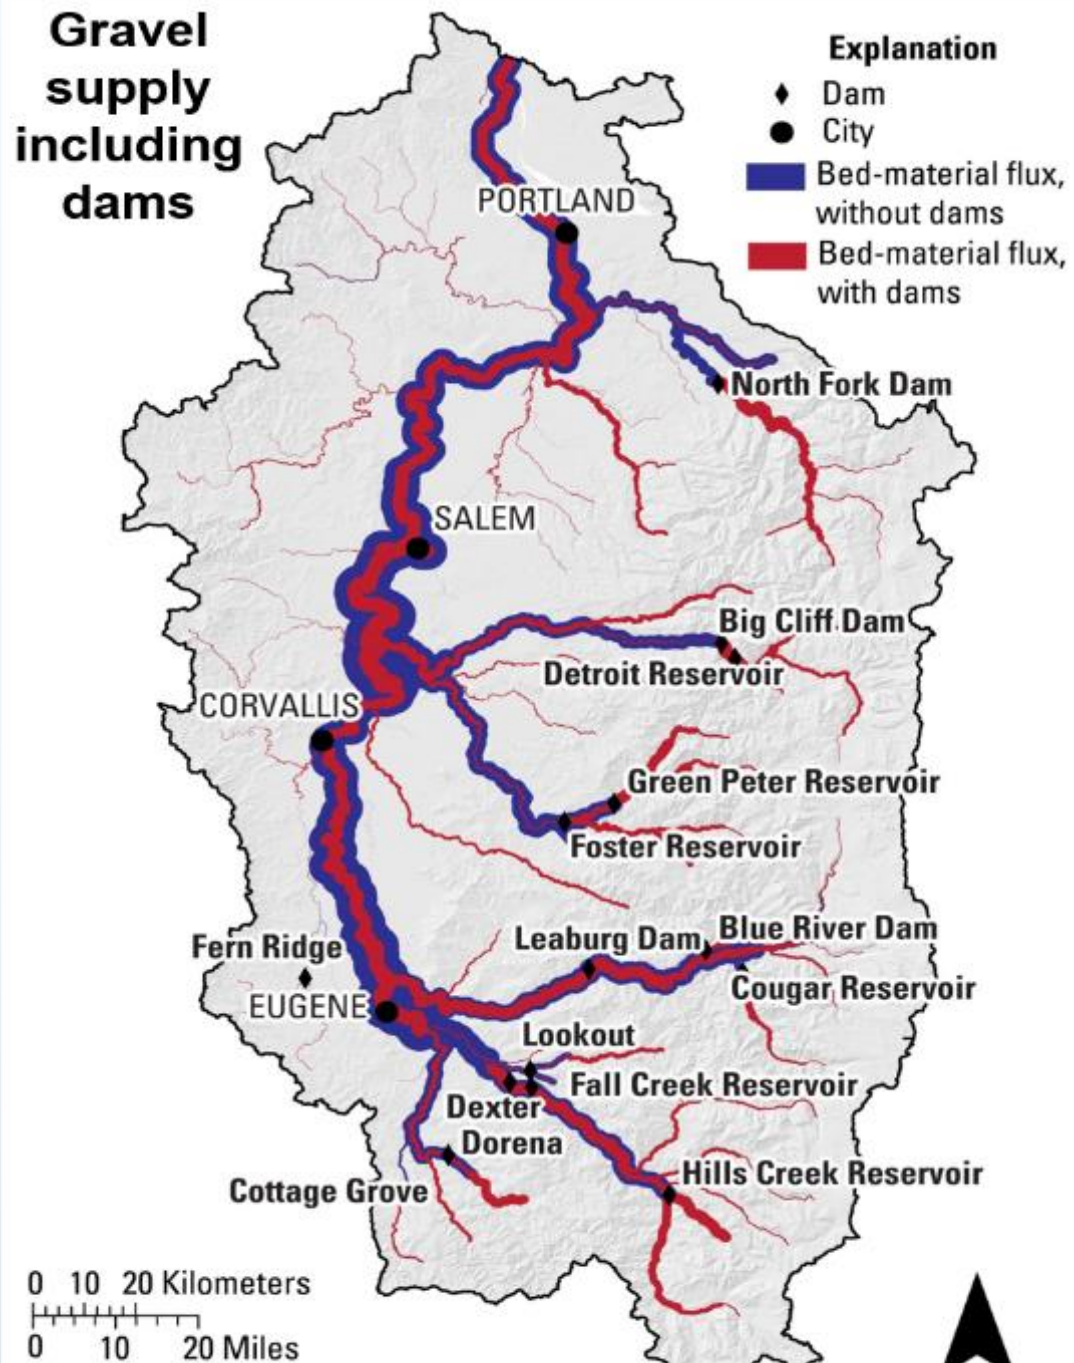 Gravel
supply
including
dams
Explanation
Dam
City
Bed-material flux,
without dams
Bed-material flux,
with dams
PORTLAND
North Fork Dam
SALEM
Big Cliff Dam
Detroit Reservoir
CORVALLIS
Green Peter Reservoir
Foster Reservoir
Blue River Dam
Leaburg Dam
Fern Ridge
Cougar Reservoir
EUGENE
Lookout
Fall Creek Reservoir
Dexter
Dorena
Hills Creek Reservoir
Cottage Grove
0 10 20 Kilometers
0 10 20 Miles